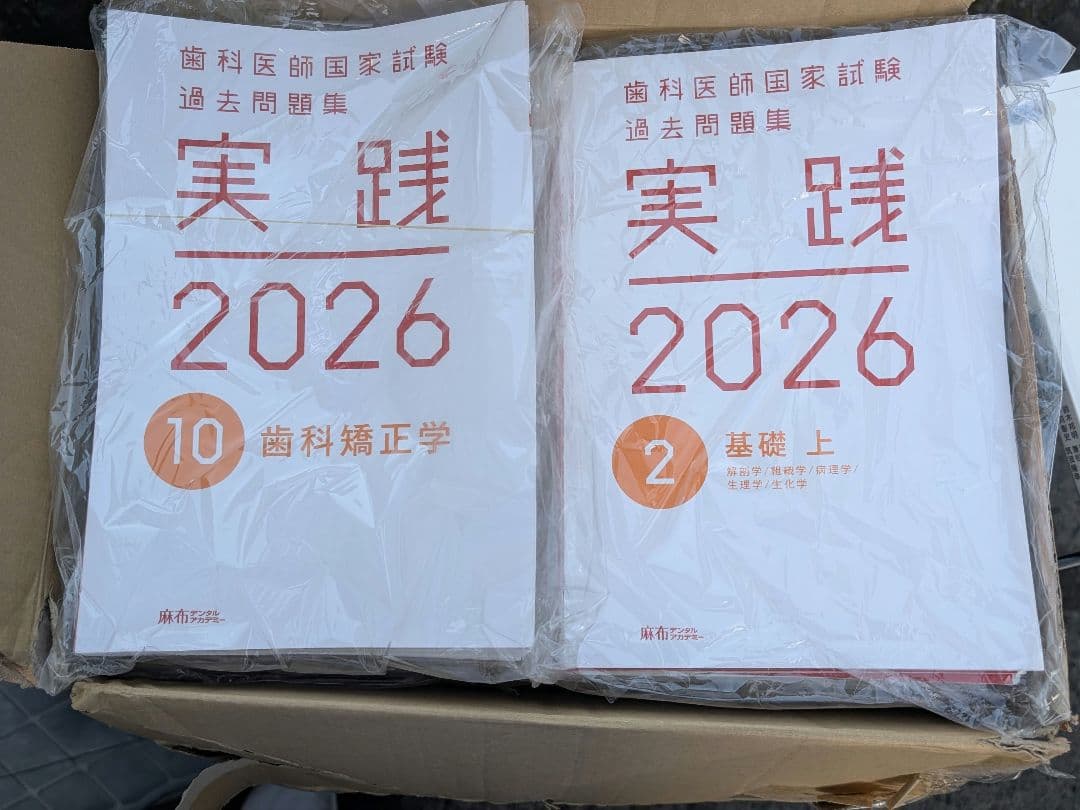 歯科医師国家試験
過去問題集
実践
2026
10 歯科矯正学
麻布デンタルアカデミー
歯科医師国家試験
過去問題集
実践
2026
2 基礎 上
解剖学/組織学/病理学/
生理学/生化学
麻布デンタルアカデミー